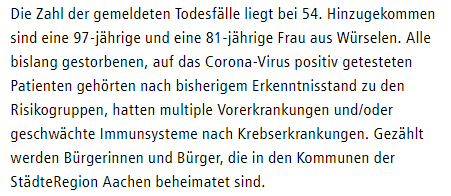 Die Zahl der gemeldeten Todesfälle liegt bei 54. Hinzugekommen
sind eine 97-jährige und eine 81-jährige Frau aus Würselen. Alle
bislang gestorbenen, auf das Corona-Virus positiv getesteten
Patienten gehörten nach bisherigem Erkenntnisstand zu den
Risikogruppen, hatten multiple Vorerkrankungen und/oder
geschwächte Immunsysteme nach Krebserkrankungen. Gezählt
werden Bürgerinnen und Bürger, die in den Kommunen der
StädteRegion Aachen beheimatet sind.